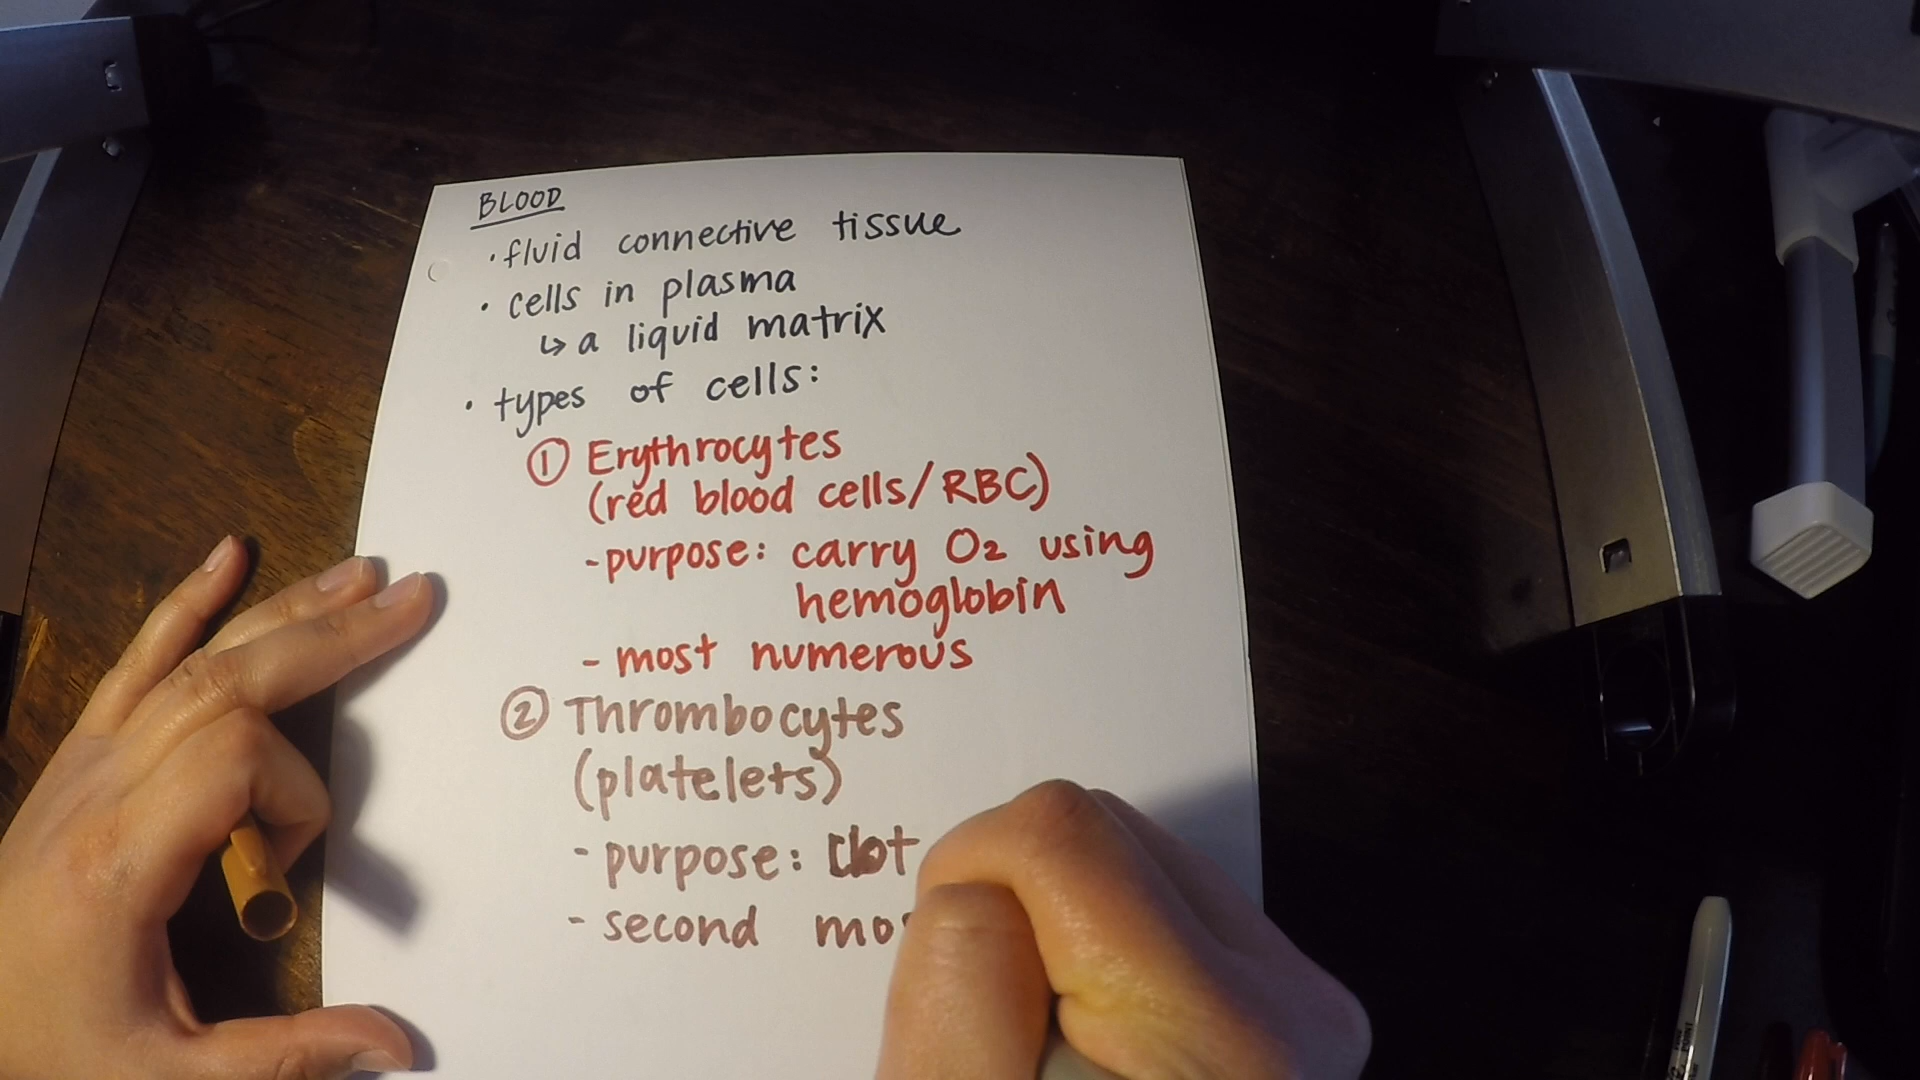 BLOOD
• fluid connective tissue
• cells in plasma
↳ a liquid matrix
• types of cells:
① Erythrocytes
(red blood cells/RBC)
- purpose: carry O₂ using
hemoglobin
- most numerous
② Thrombocytes
(platelets)
- purpose: clot
- second mos